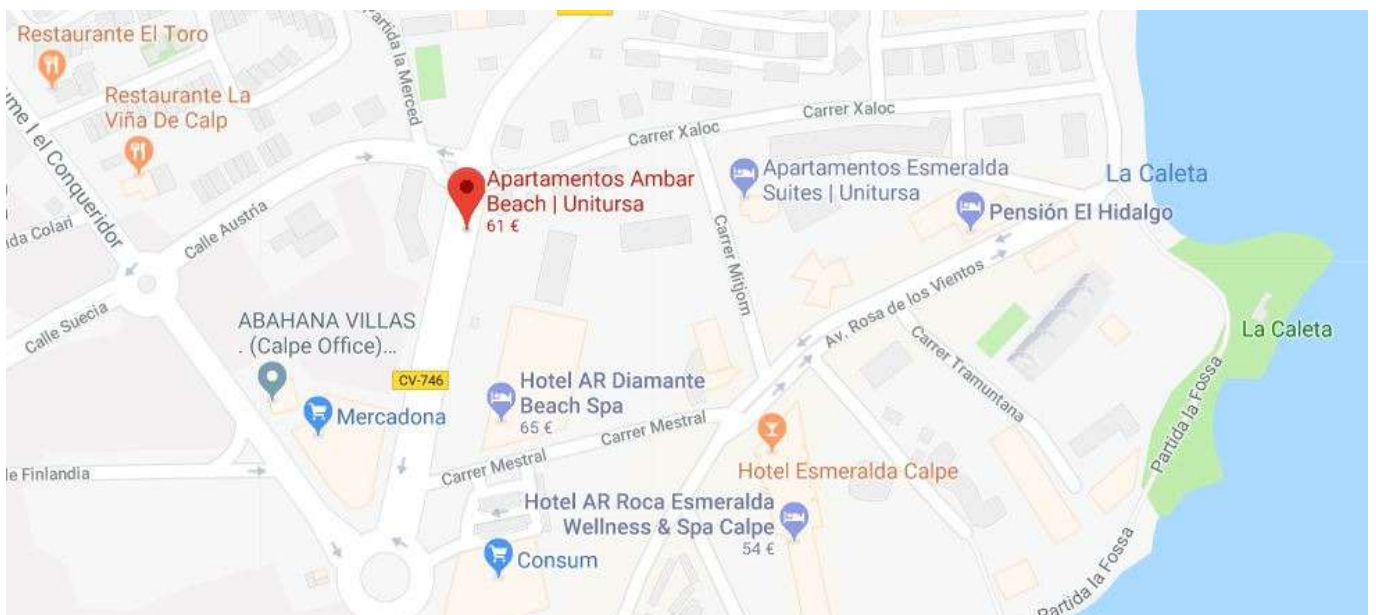 Restaurante El Toro
Restaurante La
Viña De Calp
ume I el Conqueridor
Partida la Merced
Carrer Xaloc
Carrer Xaloc
Apartamentos Ambar
Beach | Unitursa
61 €
Apartamentos Esmeralda
Suites | Unitursa
La Caleta
Pensión El Hidalgo
Calle Austria
Carrer Mitjorn
Av. Rosa de los Vientos
Calle Suecia
ABAHANA VILLAS
. (Calpe Office)...
La Caleta
Carrer Tramuntana
CV-746
Hotel AR Diamante
Beach Spa
65 €
Mercadona
Carrer Mestral
Carrer Mestral
Partida la Fossa
Hotel Esmeralda Calpe
le Finlandia
Hotel AR Roca Esmeralda
Wellness & Spa Calpe
54 €
Consum
Partida la Fossa